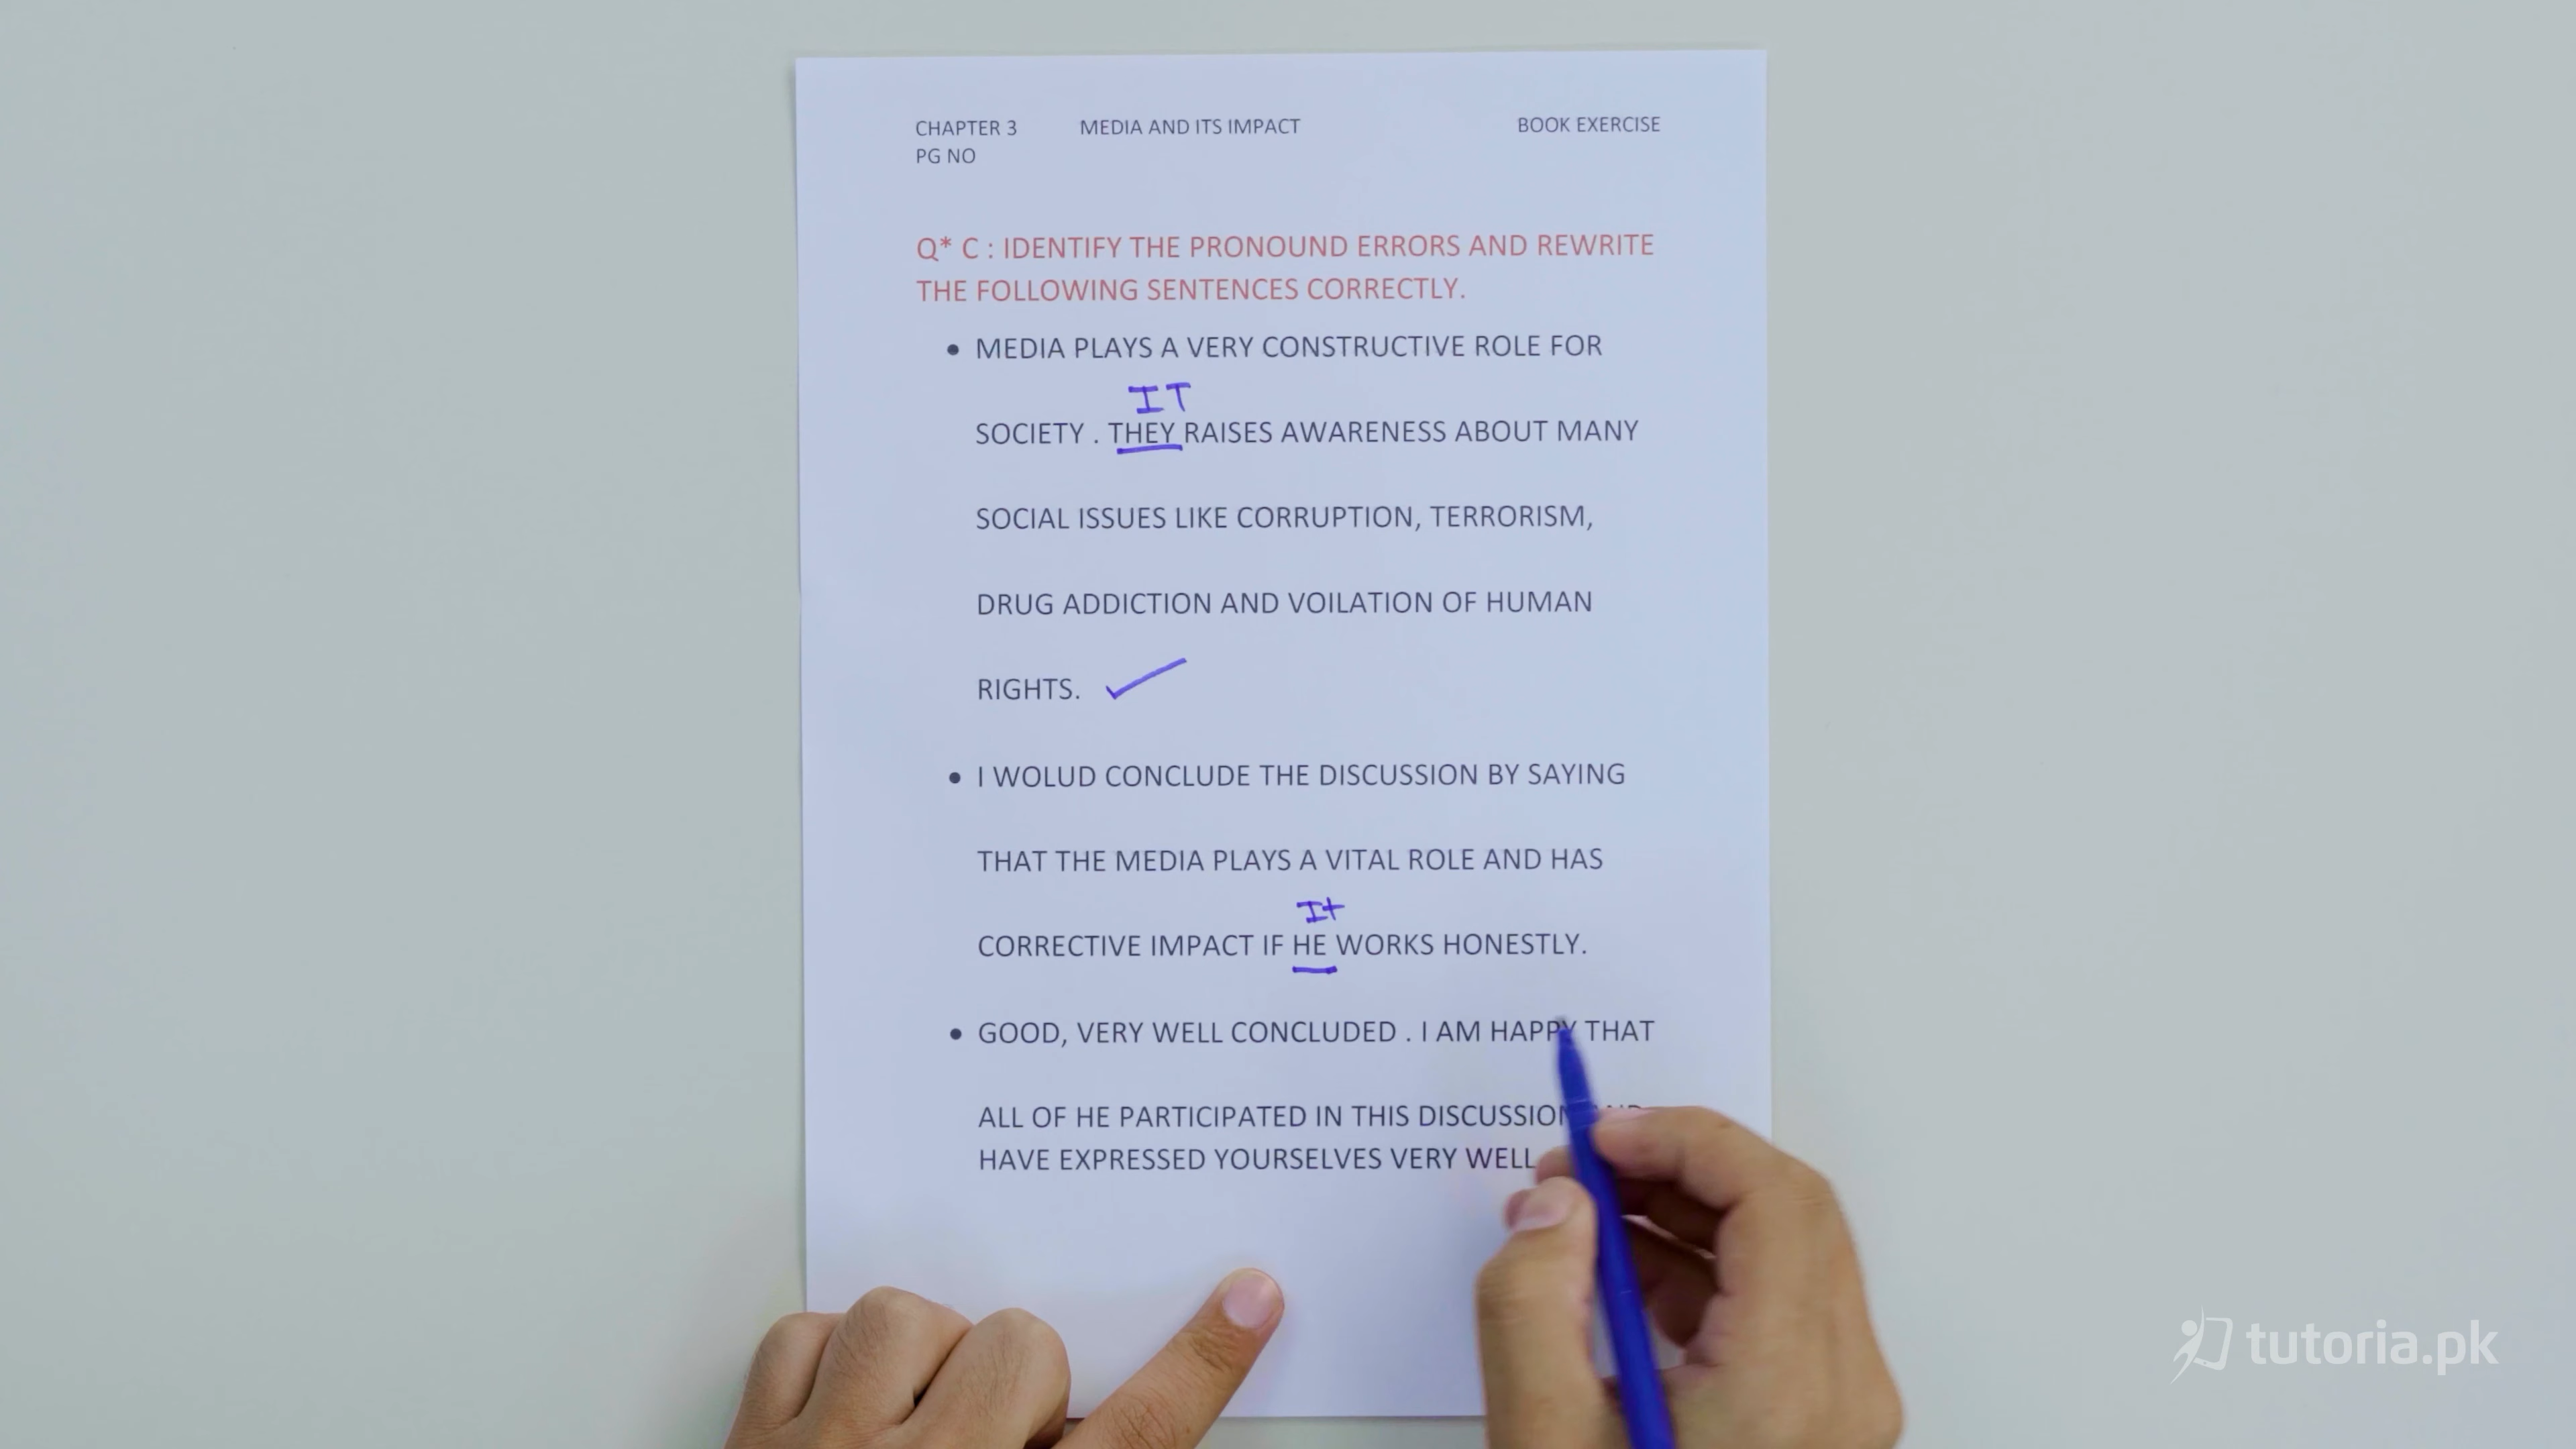 CHAPTER 3 MEDIA AND ITS IMPACT BOOK EXERCISE
PG NO
Q* C : IDENTIFY THE PRONOUND ERRORS AND REWRITE
THE FOLLOWING SENTENCES CORRECTLY.
• MEDIA PLAYS A VERY CONSTRUCTIVE ROLE FOR
IT
SOCIETY . THEY RAISES AWARENESS ABOUT MANY
SOCIAL ISSUES LIKE CORRUPTION, TERRORISM,
DRUG ADDICTION AND VOILATION OF HUMAN
RIGHTS.
• I WOLUD CONCLUDE THE DISCUSSION BY SAYING
THAT THE MEDIA PLAYS A VITAL ROLE AND HAS
It
CORRECTIVE IMPACT IF HE WORKS HONESTLY.
• GOOD, VERY WELL CONCLUDED . I AM HAPPY THAT
ALL OF HE PARTICIPATED IN THIS DISCUSSION
HAVE EXPRESSED YOURSELVES VERY WELL
tutoria.pk